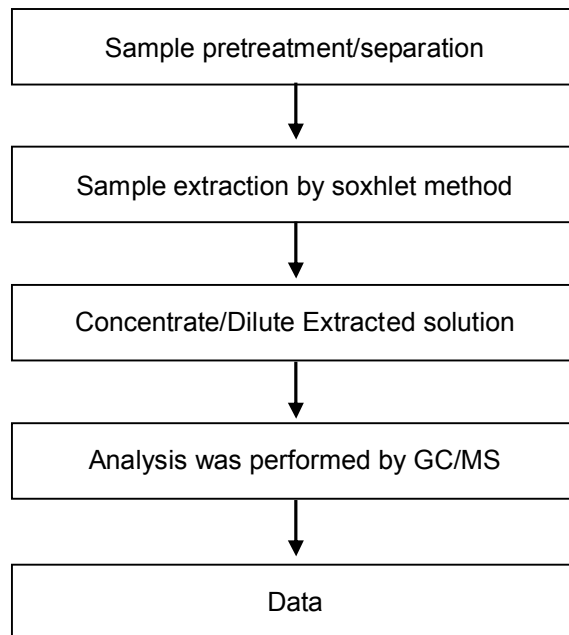 Sample pretreatment/separation
Sample extraction by soxhlet method
Concentrate/Dilute Extracted solution
Analysis was performed by GC/MS
Data